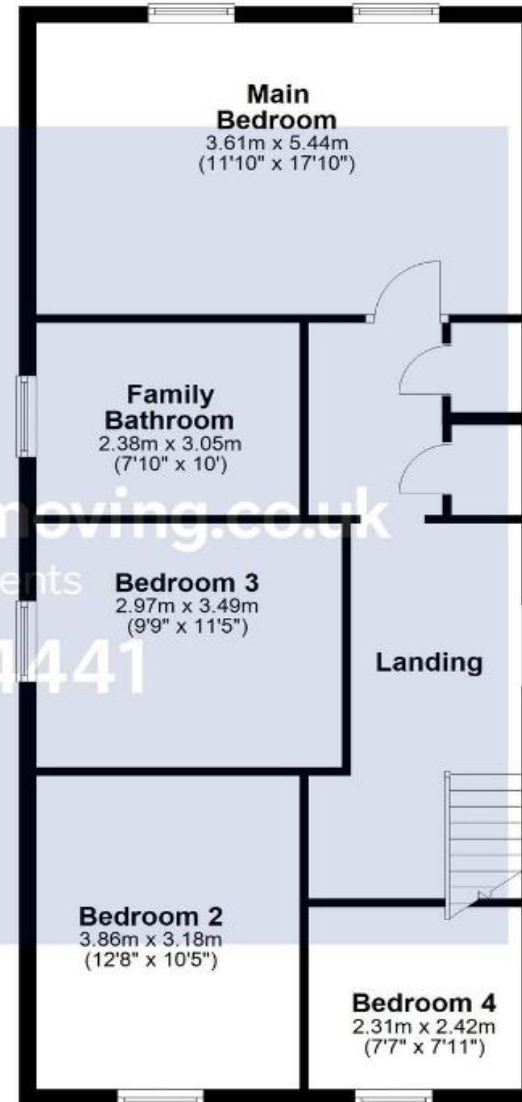 Main
Bedroom
3.61m x 5.44m
(11'10" x 17'10")
Family
Bathroom
2.38m x 3.05m
(7'10" x 10')
moving.co.uk
ents
Bedroom 3
2.97m x 3.49m
(9'9" x 11'5")
4441
Landing
Bedroom 2
3.86m x 3.18m
(12'8" x 10'5")
Bedroom 4
2.31m x 2.42m
(7'7" x 7'11")